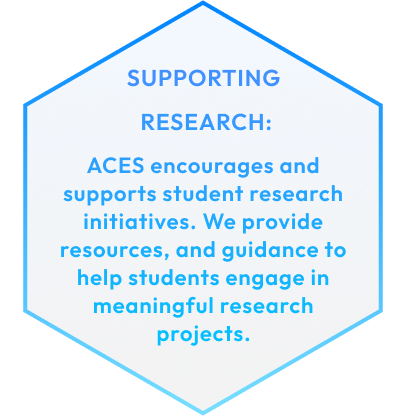 SUPPORTING
RESEARCH:
ACES encourages and
supports student research
initiatives. We provide
resources, and guidance to
help students engage in
meaningful research
projects.